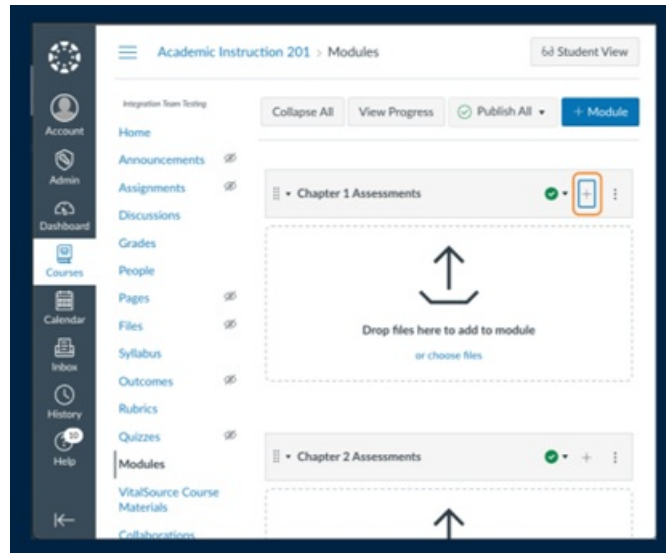 Academic Instruction 201 > Modules
Student View
Account
Admin
Dashboard
Courses
Calendar
Inbox
History
10
Help
Integration Team Testing
Home
Announcements
Assignments
Discussions
Grades
People
Pages
Files
Syllabus
Outcomes
Rubrics
Quizzes
Modules
VitalSource Course
Materials
Collaborations
Collapse All
View Progress
Publish All
+ Module
Chapter 1 Assessments
Drop files here to add to module
or choose files
Chapter 2 Assessments